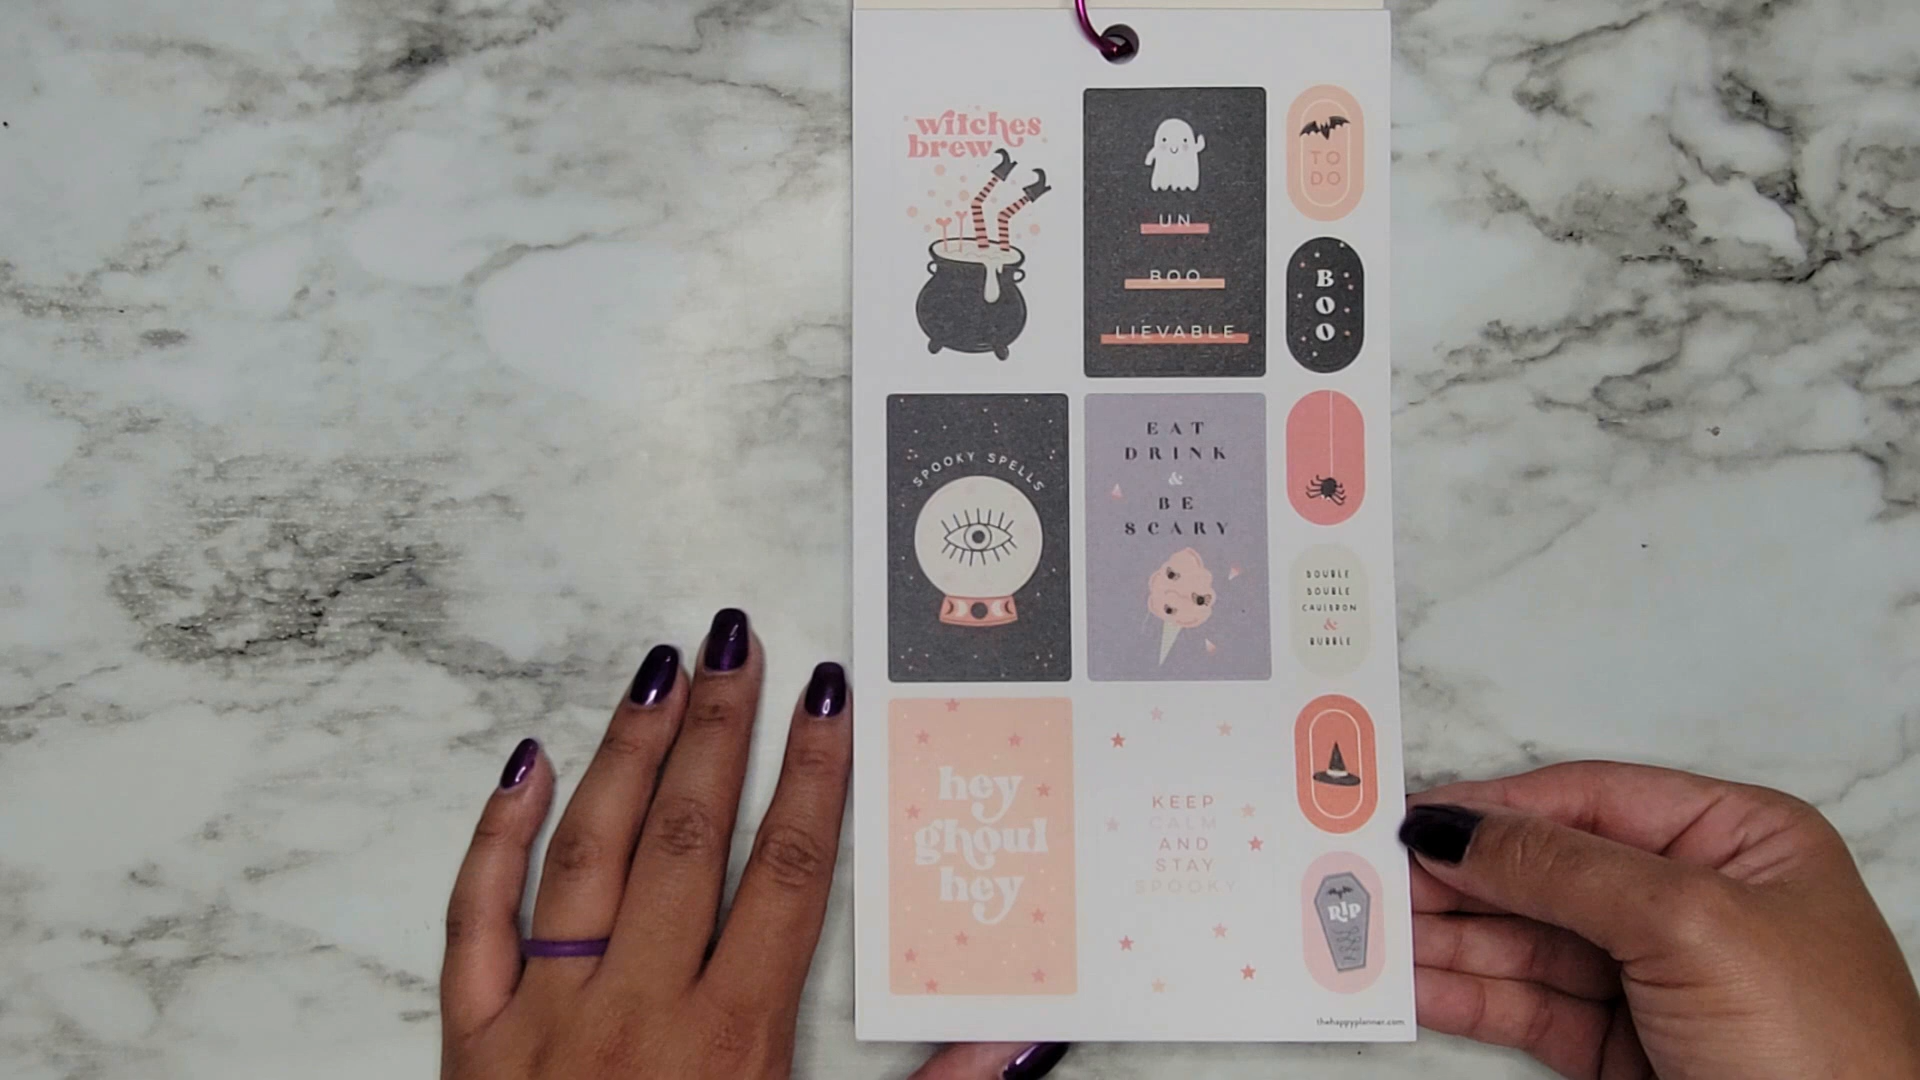 witches
brew
UN
BOO
LIEVABLE
TO
DO
B
O
O
SPOOKY SPELLS
EAT
DRINK
&
BE
SCARY
DOUBLE
DOUBLE
CAULDRON
&
BUBBLE
hey
ghoul
hey
KEEP
CALM
AND
STAY
SPOOKY
RIP
thehappyplanner.com